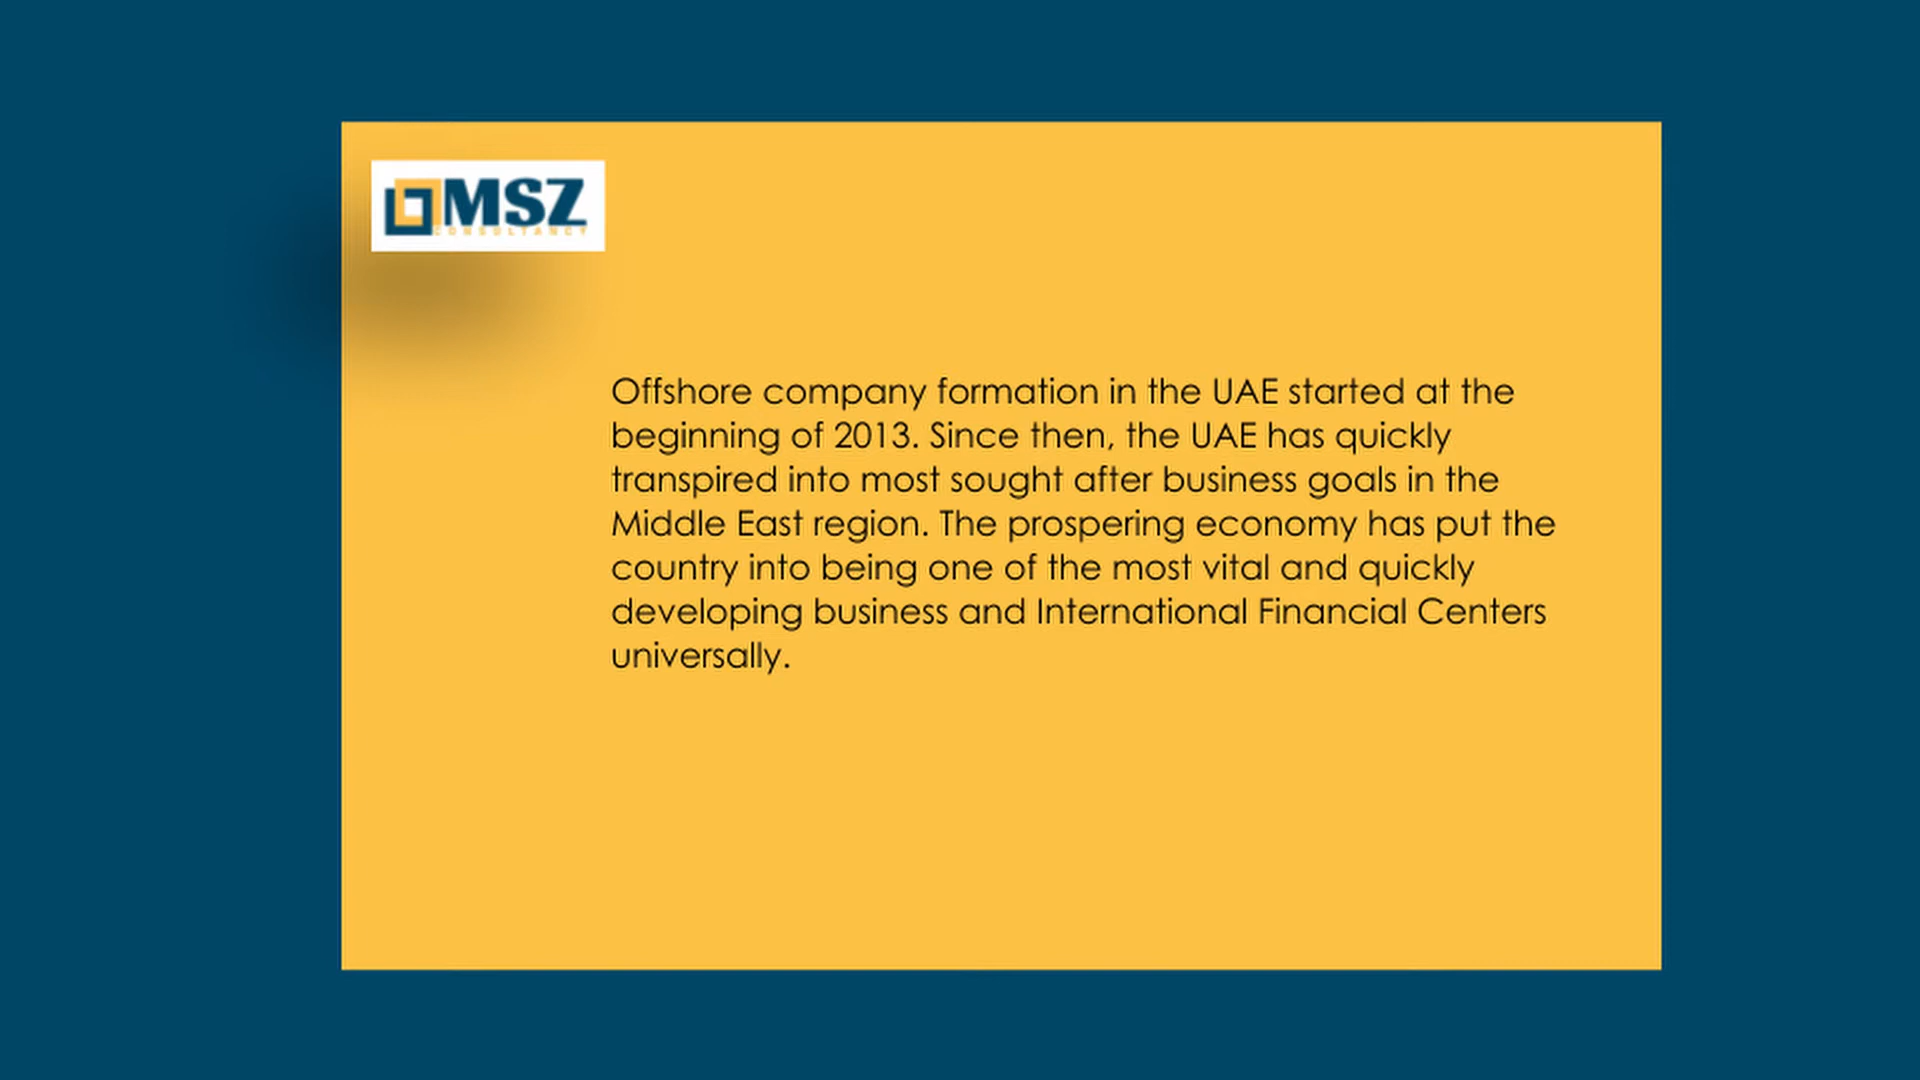 MSZ
CONSULTANCY
Offshore company formation in the UAE started at the
beginning of 2013. Since then, the UAE has quickly
transpired into most sought after business goals in the
Middle East region. The prospering economy has put the
country into being one of the most vital and quickly
developing business and International Financial Centers
universally.